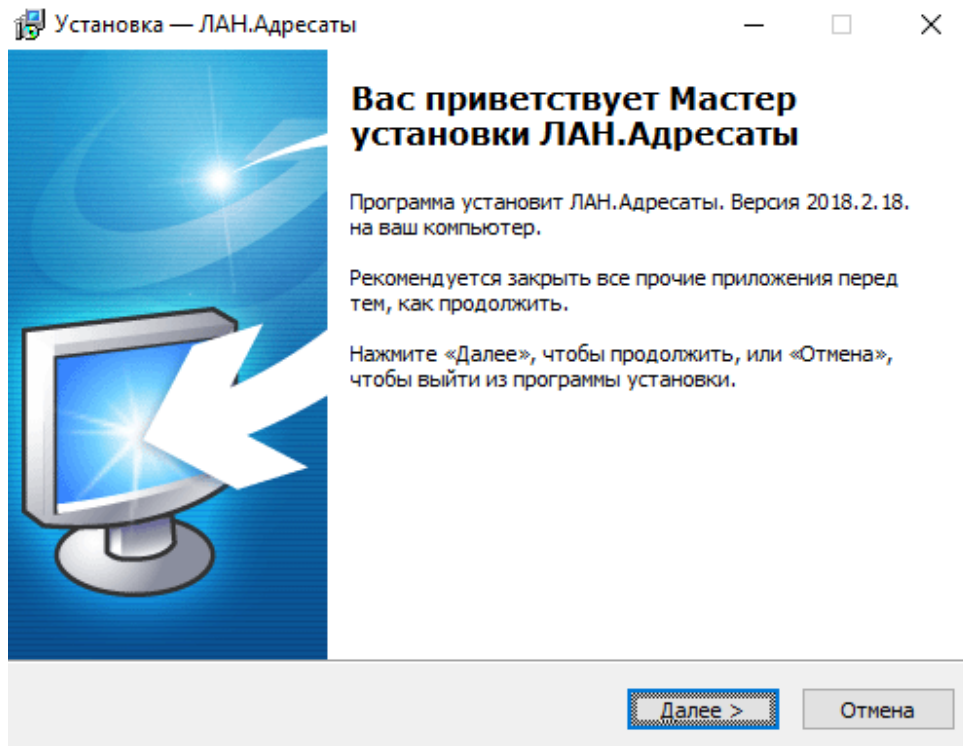 Установка — ЛАН.Адресаты
Вас приветствует Мастер
установки ЛАН.Адресаты
Программа установит ЛАН.Адресаты. Версия 2018.2.18.
на ваш компьютер.
Рекомендуется закрыть все прочие приложения перед
тем, как продолжить.
Нажмите «Далее», чтобы продолжить, или «Отмена»,
чтобы выйти из программы установки.
Далее >
Отмена